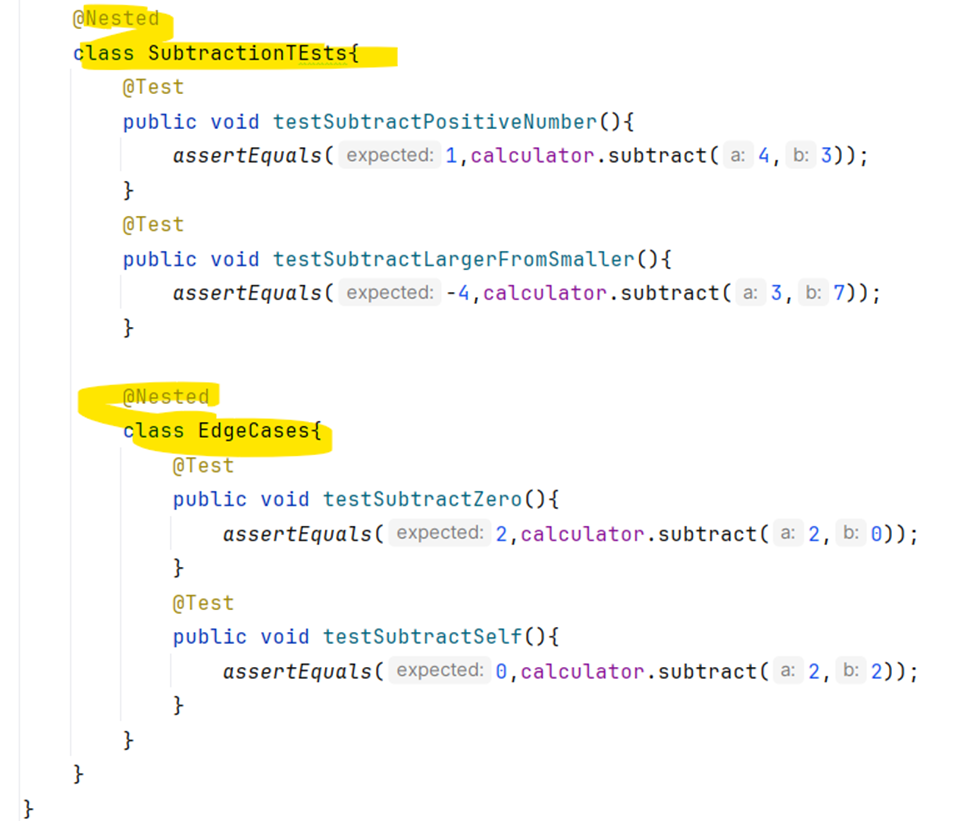 @Nested
class SubtractionTEsts{
@Test
public void testSubtractPositiveNumber(){
assertEquals( expected: 1,calculator.subtract( a: 4, b: 3));
}
@Test
public void testSubtractLargerFromSmaller(){
assertEquals( expected: -4,calculator.subtract( a: 3, b: 7));
}
@Nested
class EdgeCases{
@Test
public void testSubtractZero(){
assertEquals( expected: 2,calculator.subtract( a: 2, b: 0));
}
@Test
public void testSubtractSelf(){
assertEquals( expected: 0,calculator.subtract( a: 2, b: 2));
}
}
}
}